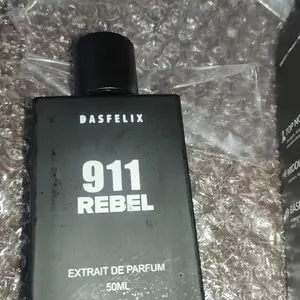 DASFELIX
911
REBEL
EXTRAIT DE PARFUM
50ML